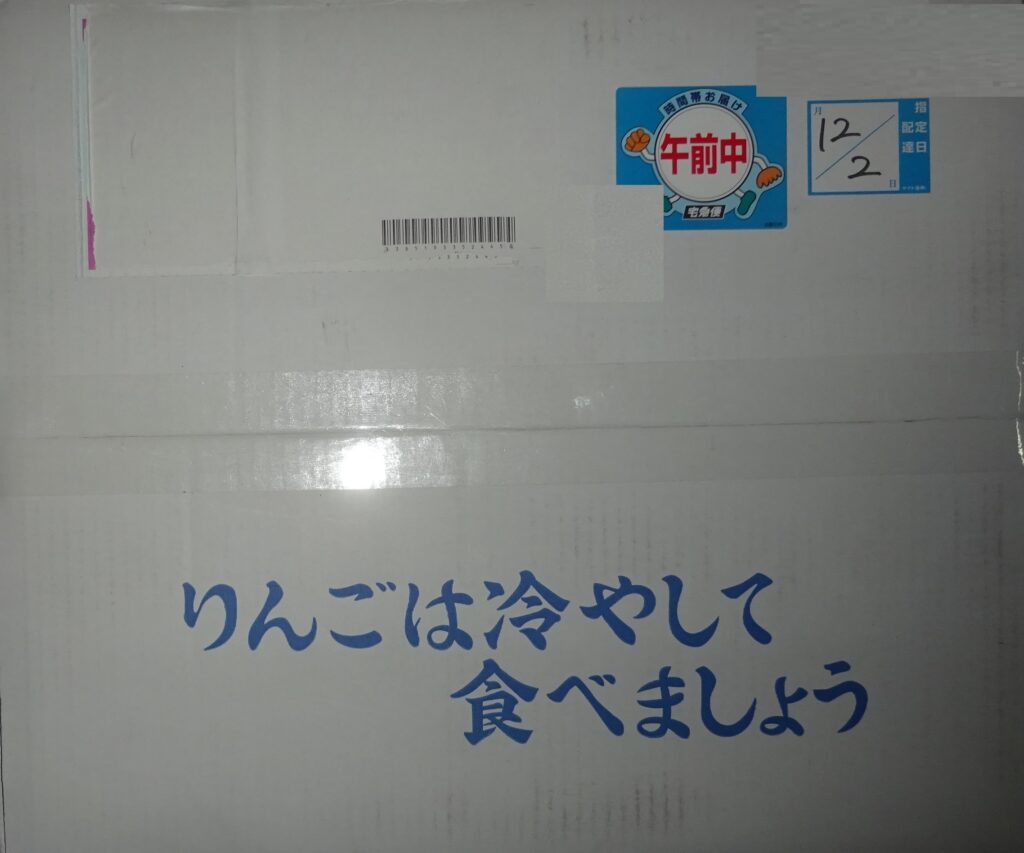 時間帯お届け
午前中
宅急便
指定
配達日
月
12
2
日
りんごは冷やして
食べましょう